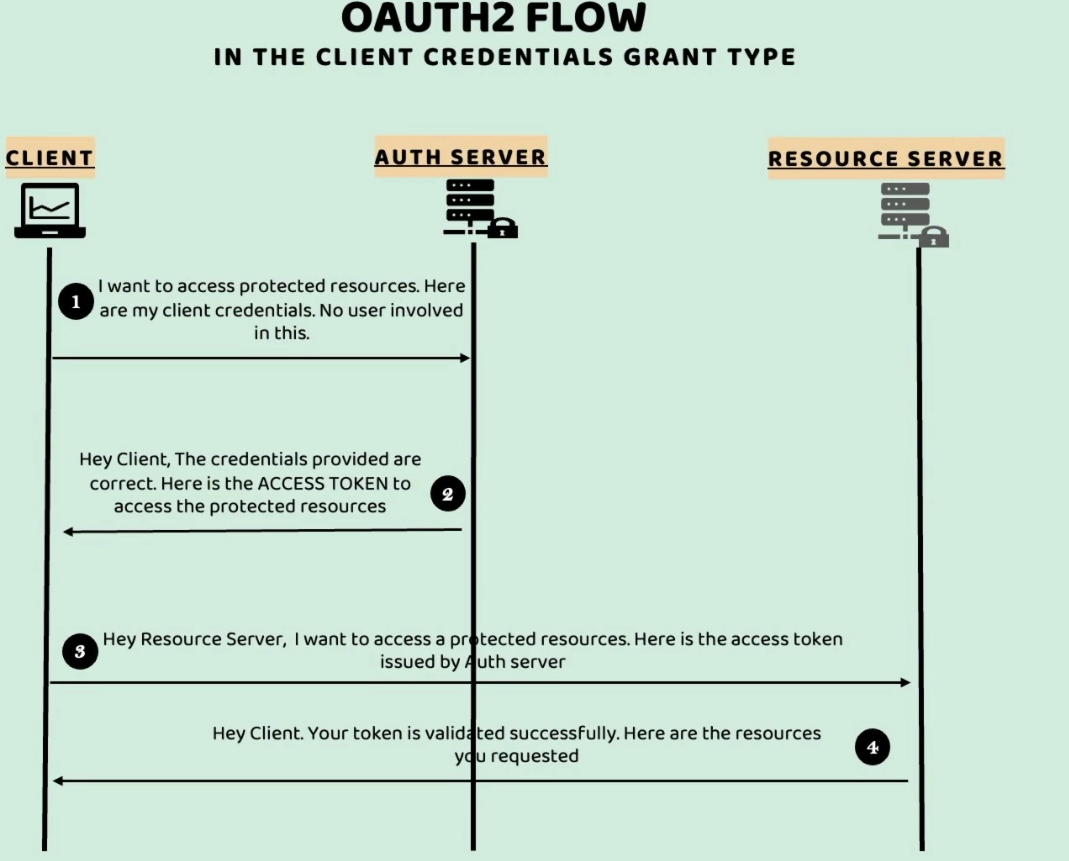 OAUTH2 FLOW
IN THE CLIENT CREDENTIALS GRANT TYPE
CLIENT
AUTH SERVER
RESOURCE SERVER
1
I want to access protected resources. Here
are my client credentials. No user involved
in this.
Hey Client, The credentials provided are
correct. Here is the ACCESS TOKEN to
access the protected resources
2
3
Hey Resource Server, I want to access a protected resources. Here is the access token
issued by Auth server
Hey Client. Your token is validated successfully. Here are the resources
you requested
4